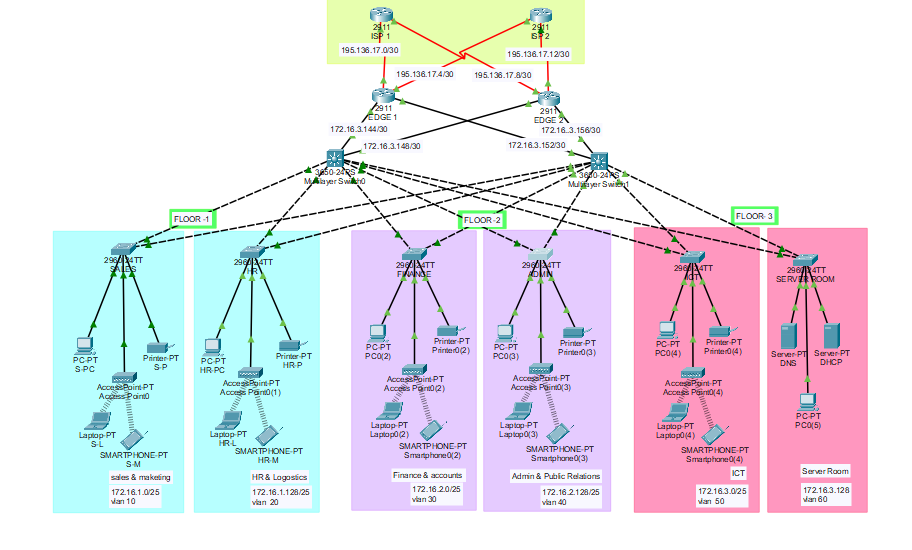 2911
ISP 1
2911
ISP 2
195.136.17.0/30
195.136.17.12/30
195.136.17.4/30
195.136.17.8/30
2911
EDGE 1
2911
EDGE 2
172.16.3.144/30
172.16.3.156/30
172.16.3.148/30
172.16.3.152/30
3650-24PS
Multilayer Switch0
3650-24PS
Multilayer Switch1
FLOOR -1
FLOOR -2
FLOOR- 3
2960-24TT
SALES
2960-24TT
HR
2960-24TT
FINANCE
2960-24TT
ADMIN
2960-24TT
ICT
2960-24TT
SERVER ROOM
PC-PT
S-PC
Printer-PT
S-P
PC-PT
HR-PC
Printer-PT
HR-P
PC-PT
PC0(2)
Printer-PT
Printer0(2)
PC-PT
PC0(3)
Printer-PT
Printer0(3)
PC-PT
PC0(4)
Printer-PT
Printer0(4)
Server-PT
DNS
Server-PT
DHCP
AccessPoint-PT
Access Point0
AccessPoint-PT
Access Point0(1)
AccessPoint-PT
Access Point0(2)
AccessPoint-PT
Access Point0(3)
AccessPoint-PT
Access Point0(4)
PC-PT
PC0(5)
Laptop-PT
S-L
SMARTPHONE-PT
S-M
Laptop-PT
HR-L
SMARTPHONE-PT
HR-M
Laptop-PT
Laptop0(2)
SMARTPHONE-PT
Smartphone0(2)
Laptop-PT
Laptop0(3)
SMARTPHONE-PT
Smartphone0(3)
Laptop-PT
Laptop0(4)
SMARTPHONE-PT
Smartphone0(4)
sales & maketing
172.16.1.0/25
vlan 10
HR & Logostics
172.16.1.128/25
vlan 20
Finance & accounts
172.16.2.0/25
vlan 30
Admin & Public Relations
172.16.2.128/25
vlan 40
ICT
172.16.3.0/25
vlan 50
Server Room
172.16.3.128
vlan 60